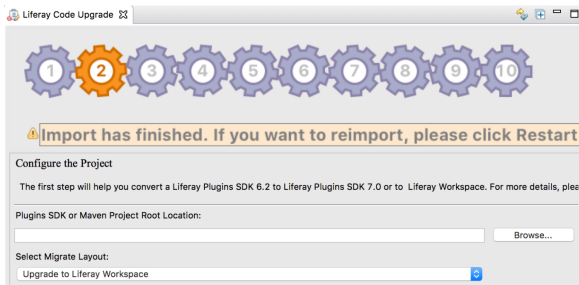 Liferay Code Upgrade
1 2 3 4 5 6 7 8 9 10
Import has finished. If you want to reimport, please click Restart
Configure the Project
The first step will help you convert a Liferay Plugins SDK 6.2 to Liferay Plugins SDK 7.0 or to Liferay Workspace. For more details, plea
Plugins SDK or Maven Project Root Location:
Browse...
Select Migrate Layout:
Upgrade to Liferay Workspace